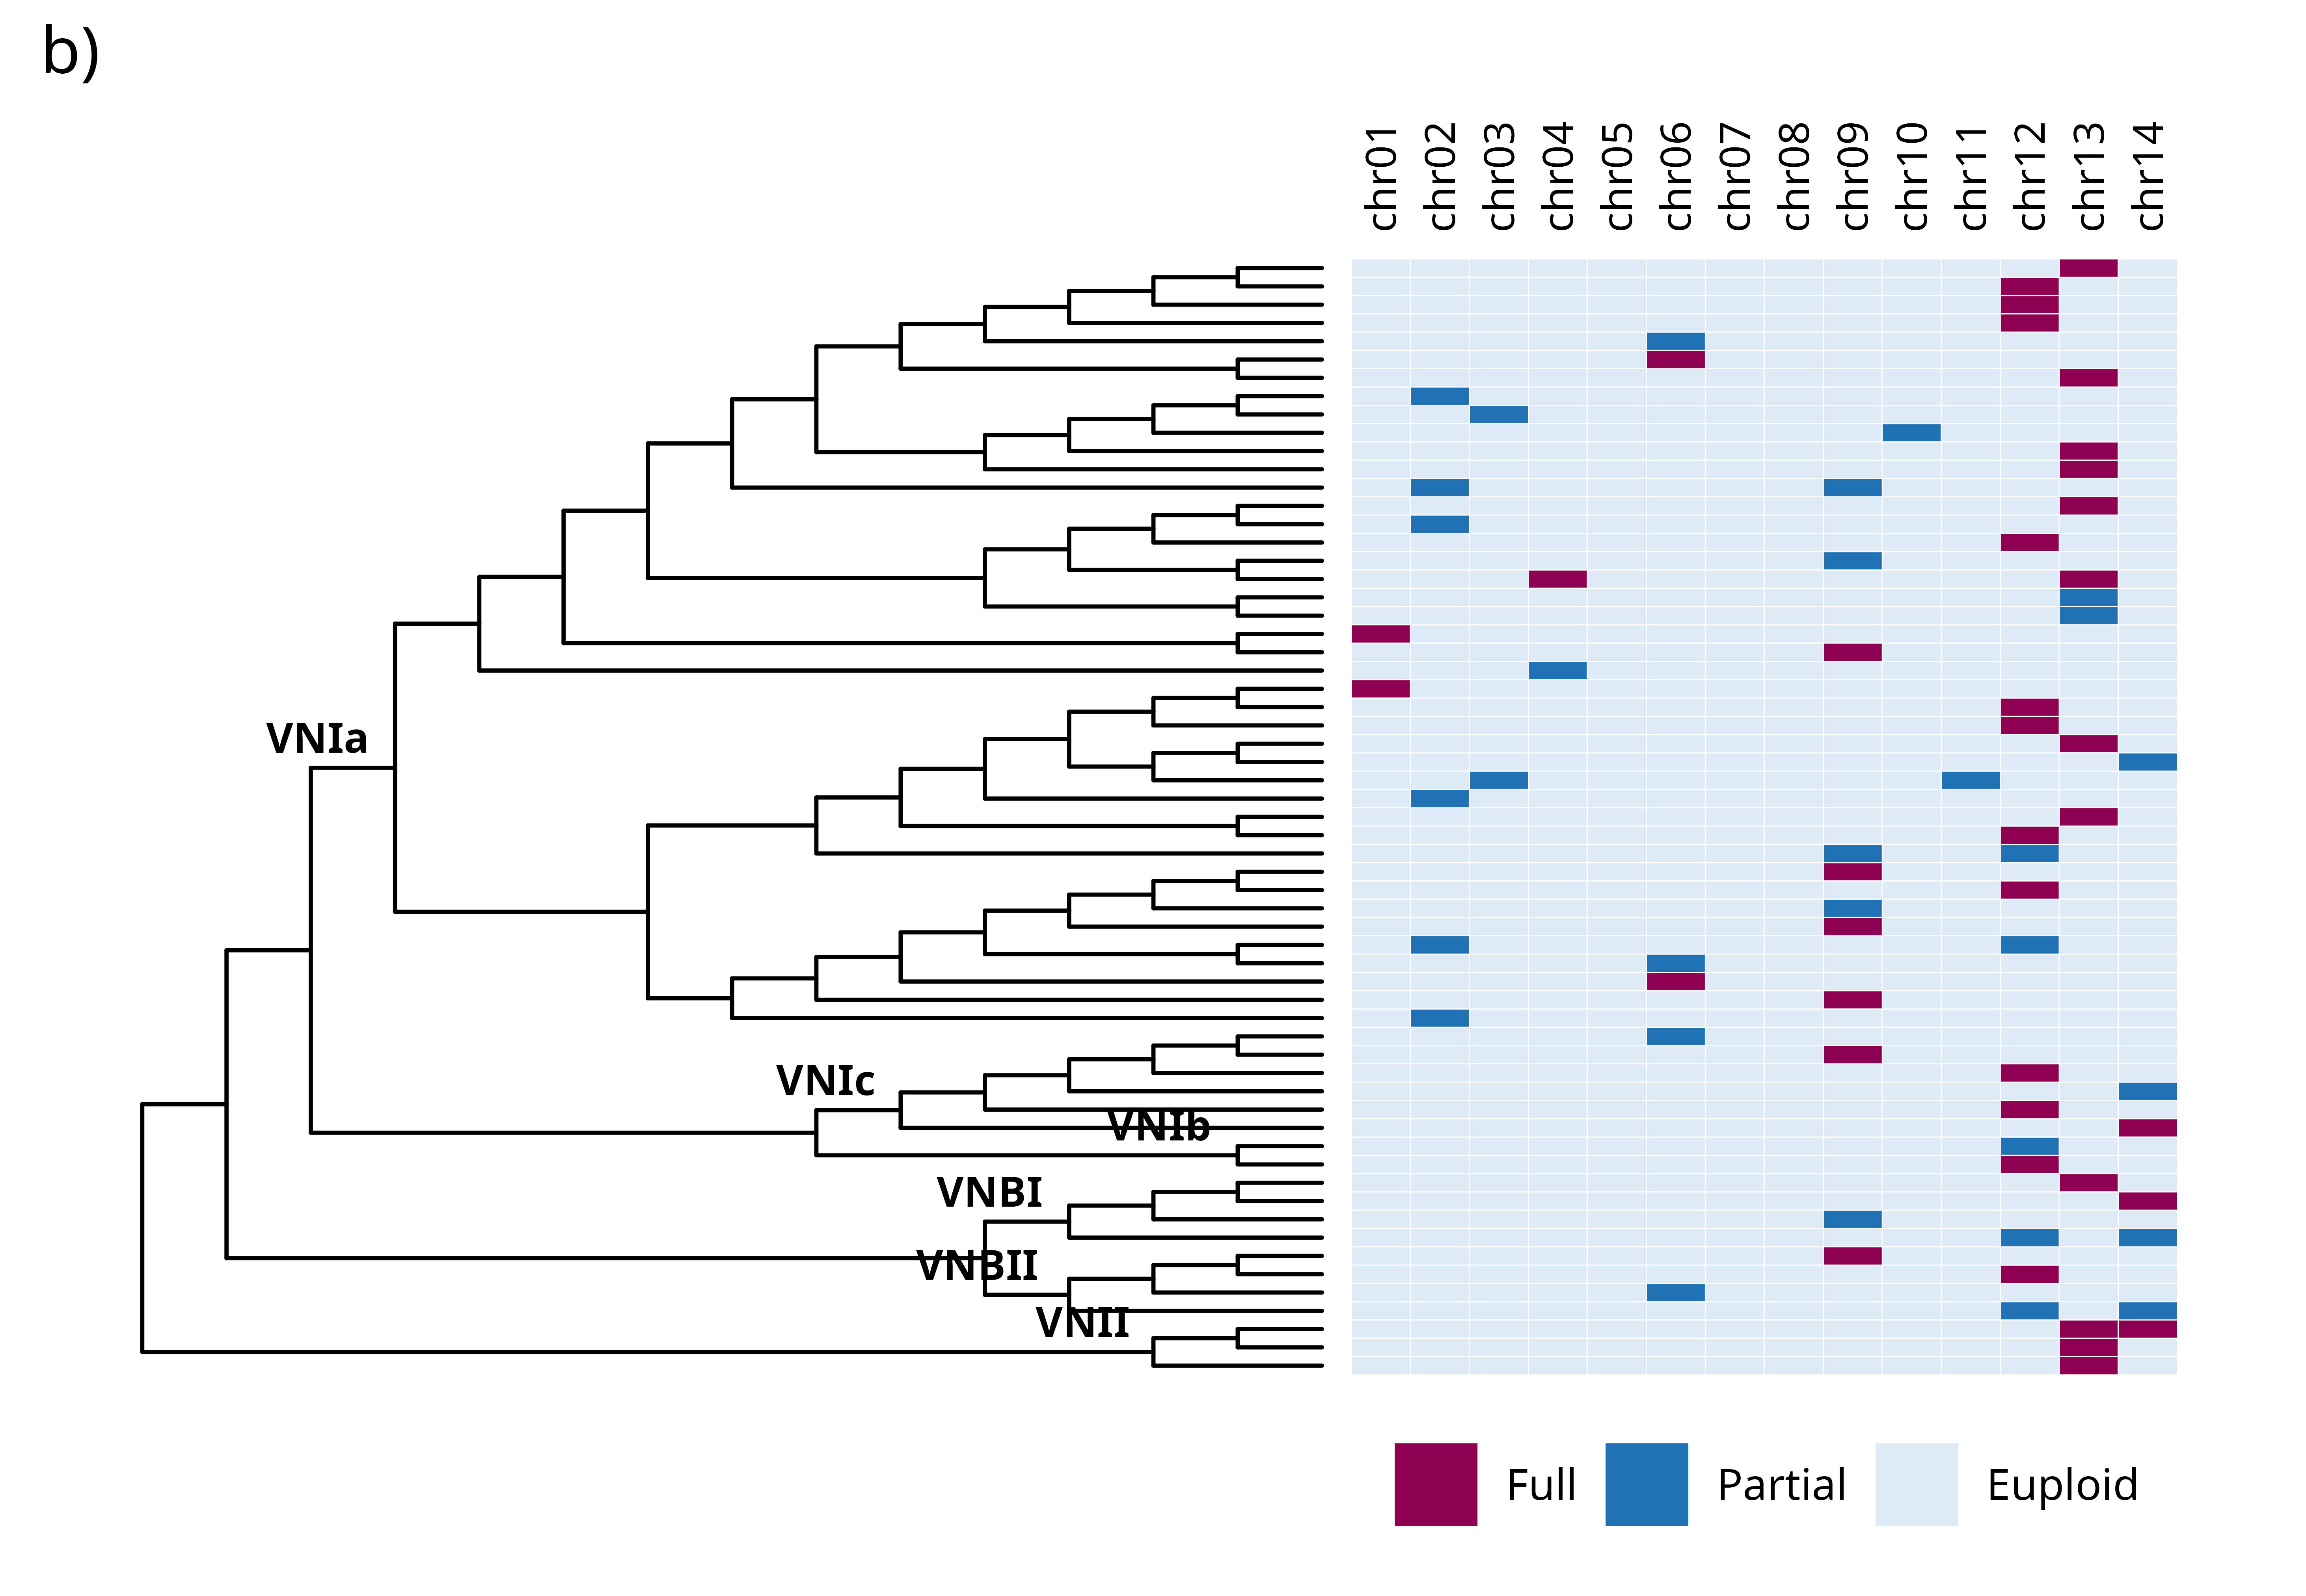 b)
chr01
chr02
chr03
chr04
chr05
chr06
chr07
chr08
chr09
chr10
chr11
chr12
chr13
chr14
VNIa
VNIc
VNIb
VNBI
VNBII
VNII
Full
Partial
Euploid